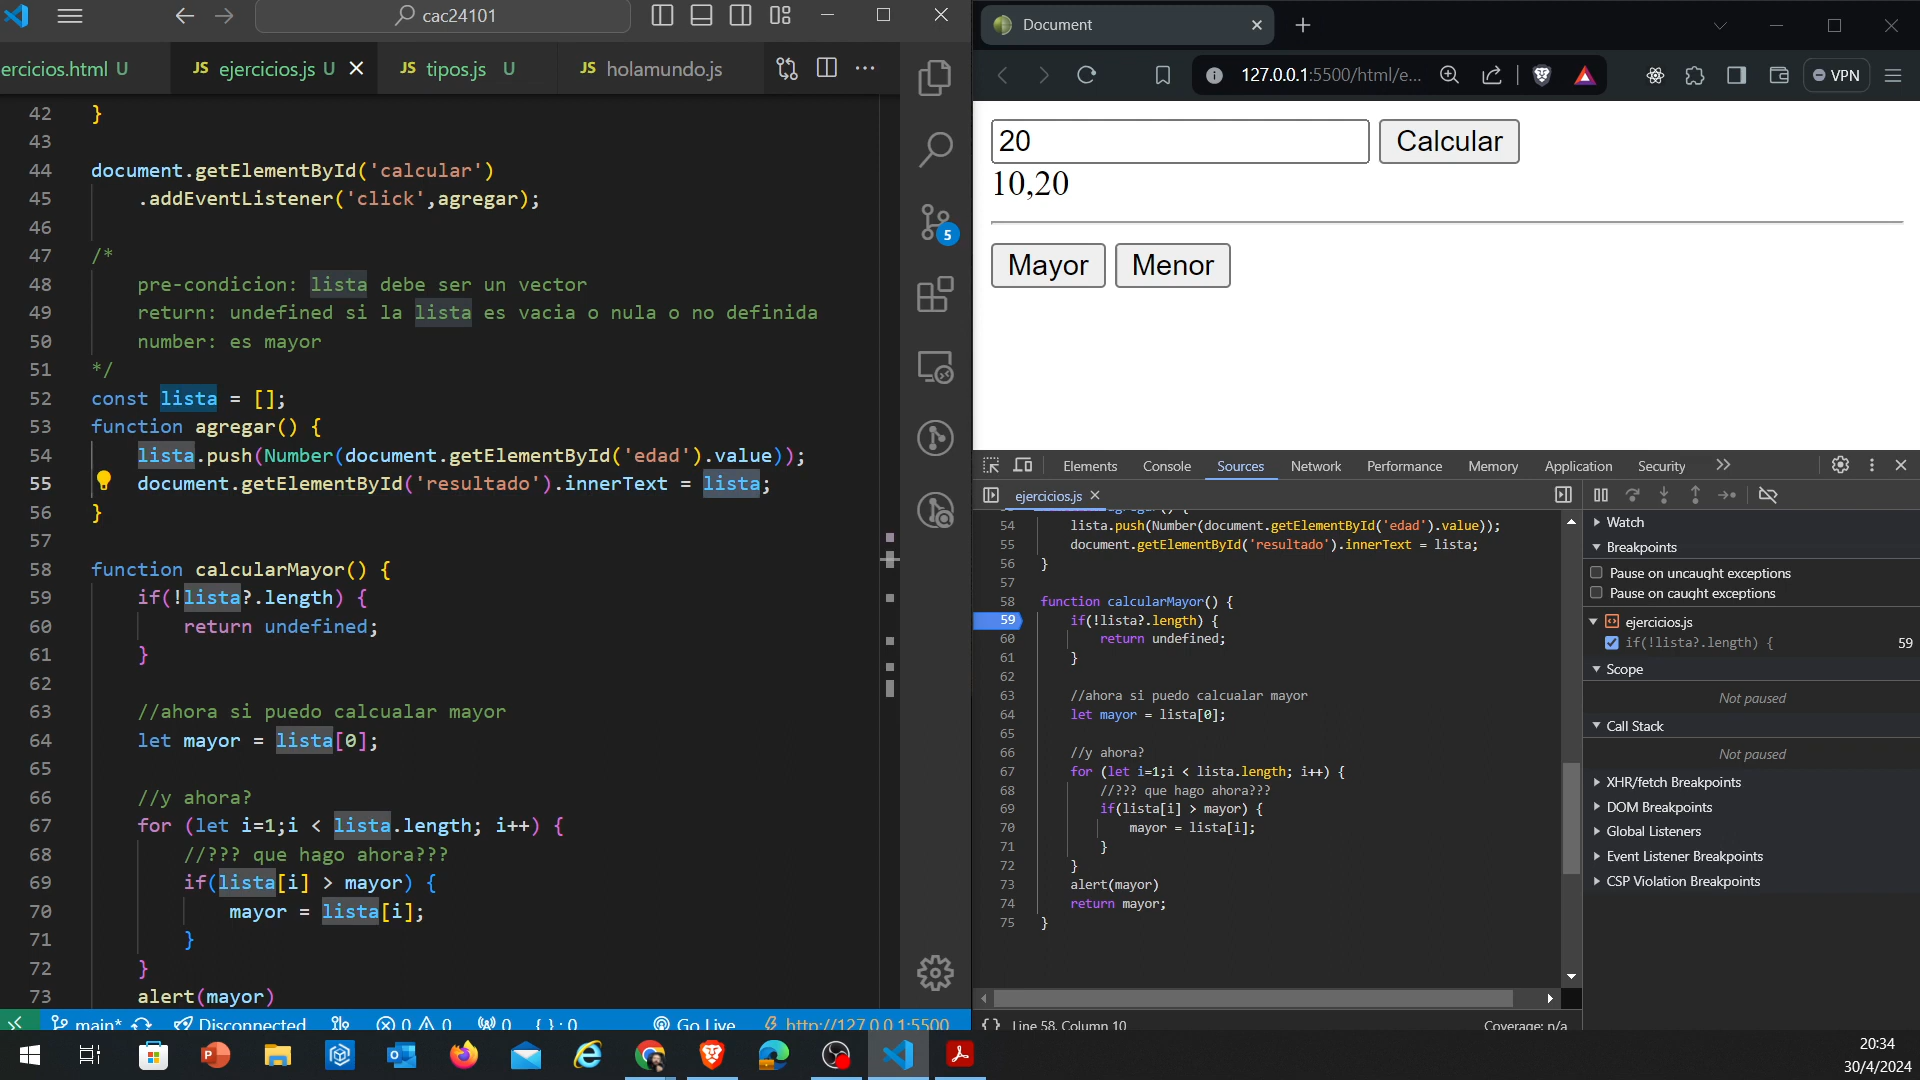 cac24101
ercicios.html U
JS ejercicios.js U
JS tipos.js U
JS holamundo.js
42 }
43
44 document.getElementById('calcular')
45 .addEventListener('click',agregar);
46
47 /*
48 pre-condicion: lista debe ser un vector
49 return: undefined si la lista es vacia o nula o no definida
50 number: es mayor
51 */
52 const lista = [];
53 function agregar() {
54 lista.push(Number(document.getElementById('edad').value));
55 document.getElementById('resultado').innerText = lista;
56 }
57
58 function calcularMayor() {
59 if(!lista?.length) {
60 return undefined;
61 }
62
63 //ahora si puedo calcualar mayor
64 let mayor = lista[0];
65
66 //y ahora?
67 for (let i=1;i < lista.length; i++) {
68 //??? que hago ahora???
69 if(lista[i] > mayor) {
70 mayor = lista[i];
71 }
72 }
73 alert(mayor)
5
main* Disconnected 0 0 0 { } : 0 Go Live http://127.0.0.1:5500
Document
127.0.0.1:5500/html/e...
VPN
20
Calcular
10,20
Mayor
Menor
Elements Console Sources Network Performance Memory Application Security
ejercicios.js
54 lista.push(Number(document.getElementById('edad').value));
55 document.getElementById('resultado').innerText = lista;
56 }
57
58 function calcularMayor() {
59 if(!lista?.length) {
60 return undefined;
61 }
62
63 //ahora si puedo calcualar mayor
64 let mayor = lista[0];
65
66 //y ahora?
67 for (let i=1;i < lista.length; i++) {
68 //??? que hago ahora???
69 if(lista[i] > mayor) {
70 mayor = lista[i];
71 }
72 }
73 alert(mayor)
74 return mayor;
75 }
{} Line 58, Column 10
Coverage: n/a
Watch
Breakpoints
Pause on uncaught exceptions
Pause on caught exceptions
ejercicios.js
if(!lista?.length) { 59
Scope
Not paused
Call Stack
Not paused
XHR/fetch Breakpoints
DOM Breakpoints
Global Listeners
Event Listener Breakpoints
CSP Violation Breakpoints
20:34
30/4/2024